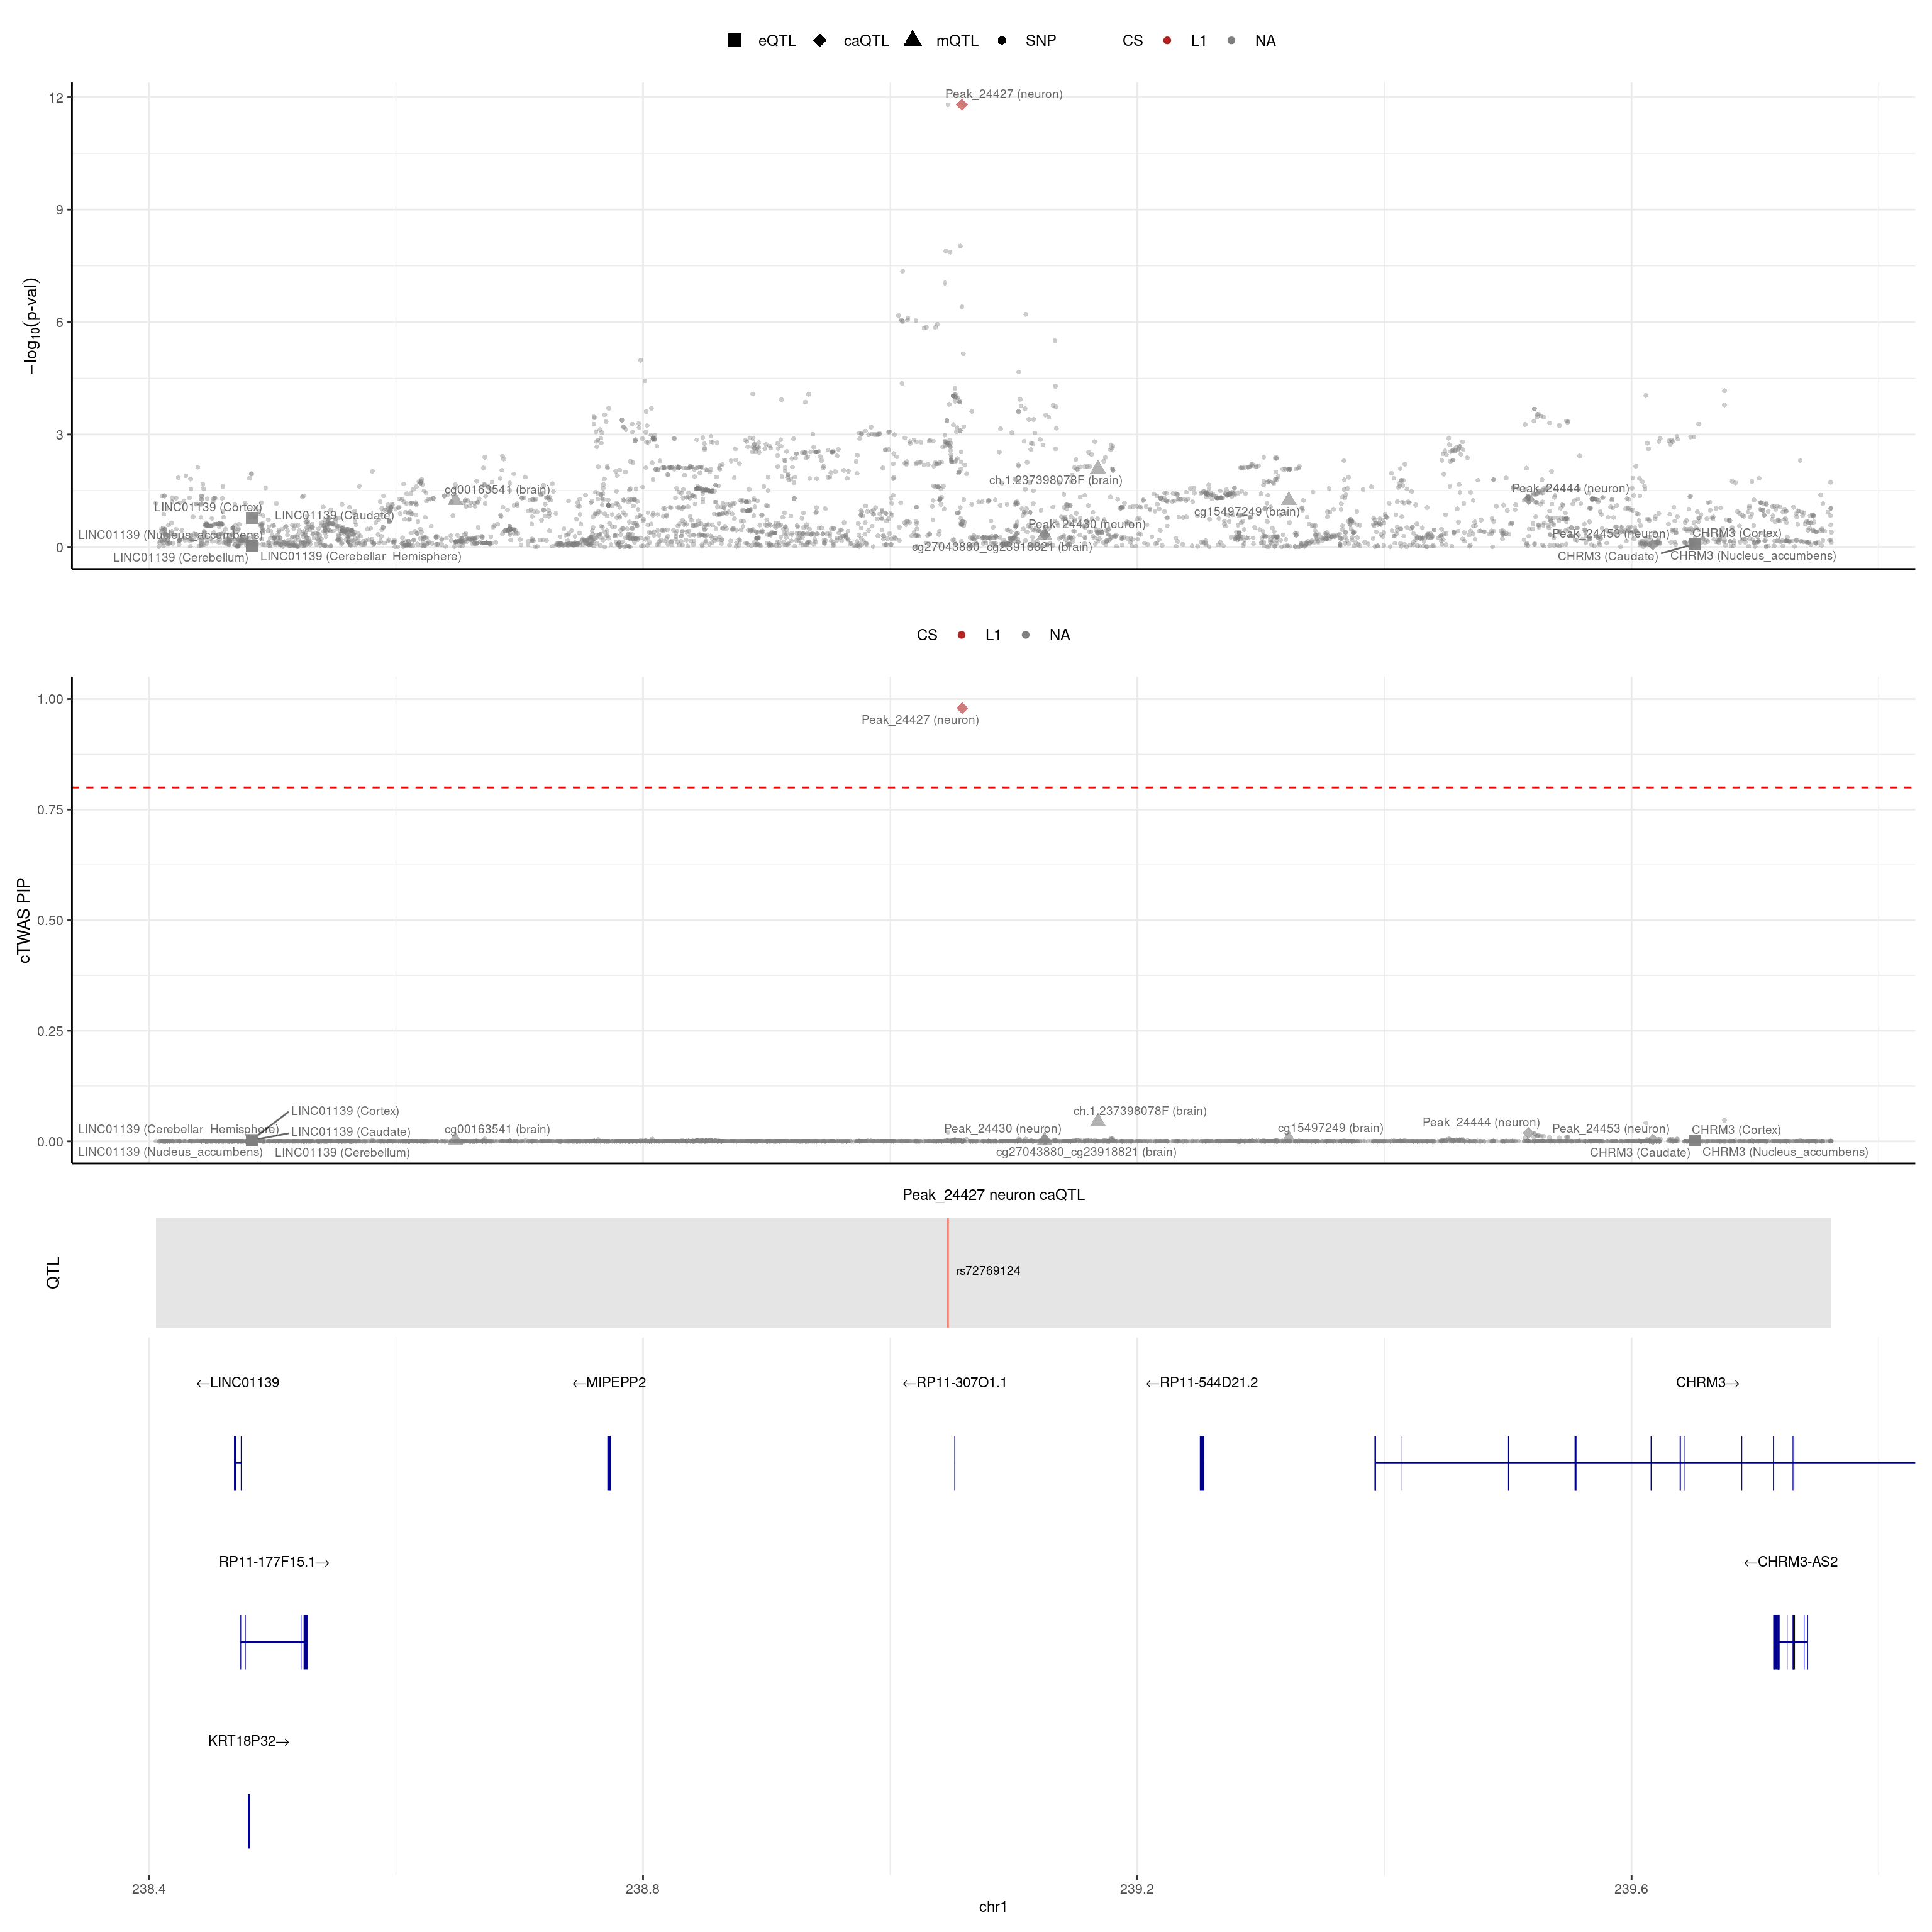 eQTL caQTL mQTL SNP CS L1 NA
Peak_24427 (neuron)
12
9
6
3
0
−log10(p-val)
cg00163541 (brain)
ch.1.237398078F (brain)
Peak_24444 (neuron)
LINC01139 (Cortex)
LINC01139 (Caudate)
cg15497249 (brain)
Peak_24430 (neuron)
LINC01139 (Nucleus_accumbens)
Peak_24453 (neuron)
CHRM3 (Cortex)
cg27043880_cg23918821 (brain)
LINC01139 (Cerebellum)
LINC01139 (Cerebellar_Hemisphere)
CHRM3 (Caudate)
CHRM3 (Nucleus_accumbens)
CS L1 NA
1.00
0.75
0.50
0.25
0.00
cTWAS PIP
Peak_24427 (neuron)
LINC01139 (Cortex)
ch.1.237398078F (brain)
Peak_24444 (neuron)
LINC01139 (Cerebellar_Hemisphere)
LINC01139 (Caudate)
cg00163541 (brain)
Peak_24430 (neuron)
cg15497249 (brain)
Peak_24453 (neuron)
CHRM3 (Cortex)
LINC01139 (Nucleus_accumbens)
LINC01139 (Cerebellum)
cg27043880_cg23918821 (brain)
CHRM3 (Caudate)
CHRM3 (Nucleus_accumbens)
Peak_24427 neuron caQTL
QTL
rs72769124
←LINC01139
←MIPEPP2
←RP11-307O1.1
←RP11-544D21.2
CHRM3→
RP11-177F15.1→
←CHRM3-AS2
KRT18P32→
238.4
238.8
239.2
239.6
chr1